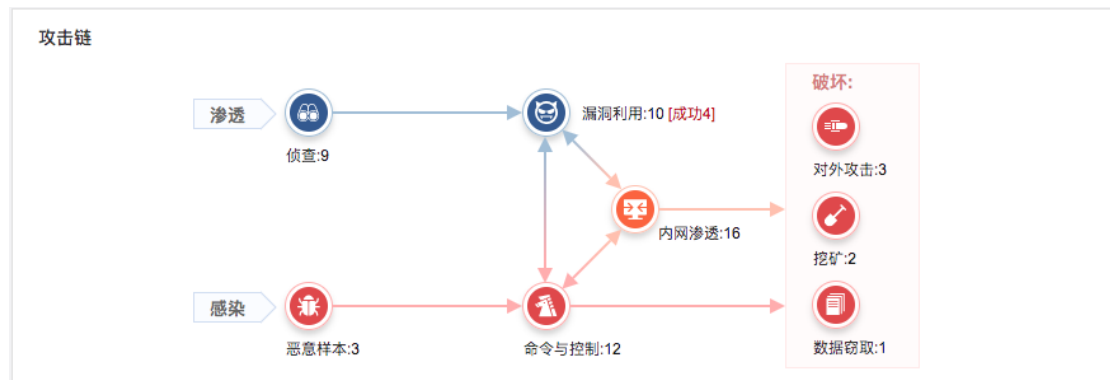 攻击链
破坏:
渗透
漏洞利用:10 [成功4]
侦查:9
对外攻击:3
内网渗透:16
挖矿:2
感染
恶意样本:3
命令与控制:12
数据窃取:1